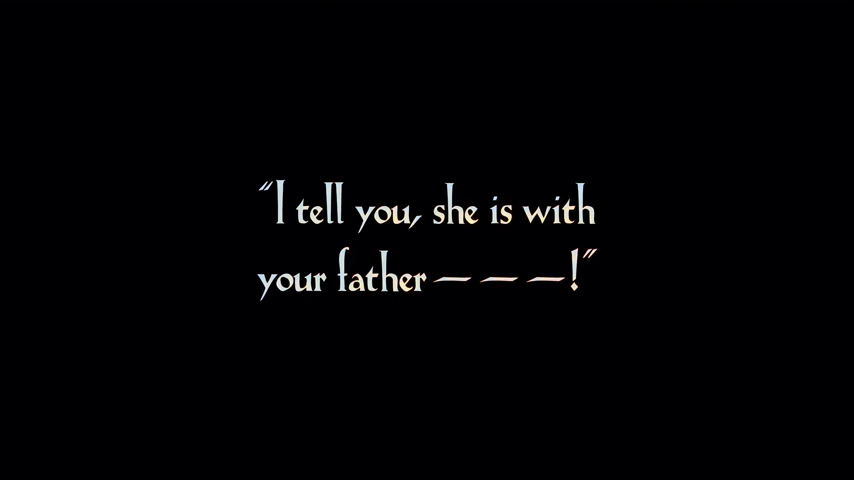 "I tell you, she is with
your father — — —!"